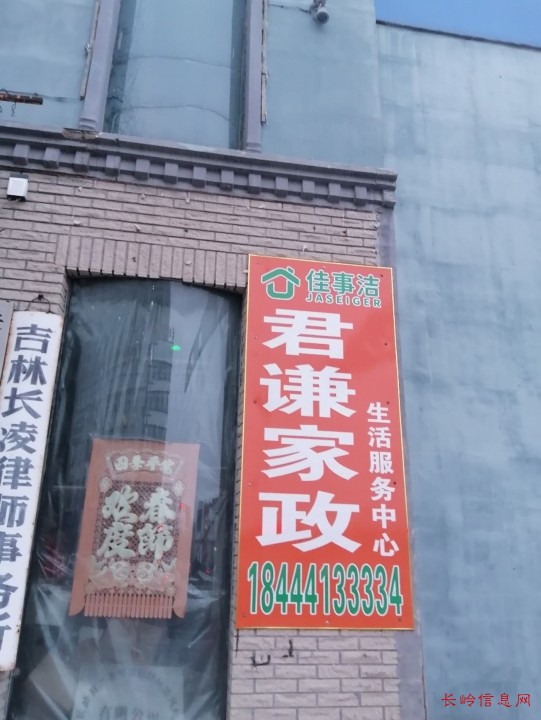 吉林长凌律师事务所
四季平安
欢度
春節
佳事洁
JASEIGER
君谦家政
生活服务中心
18444133334
长岭信息网